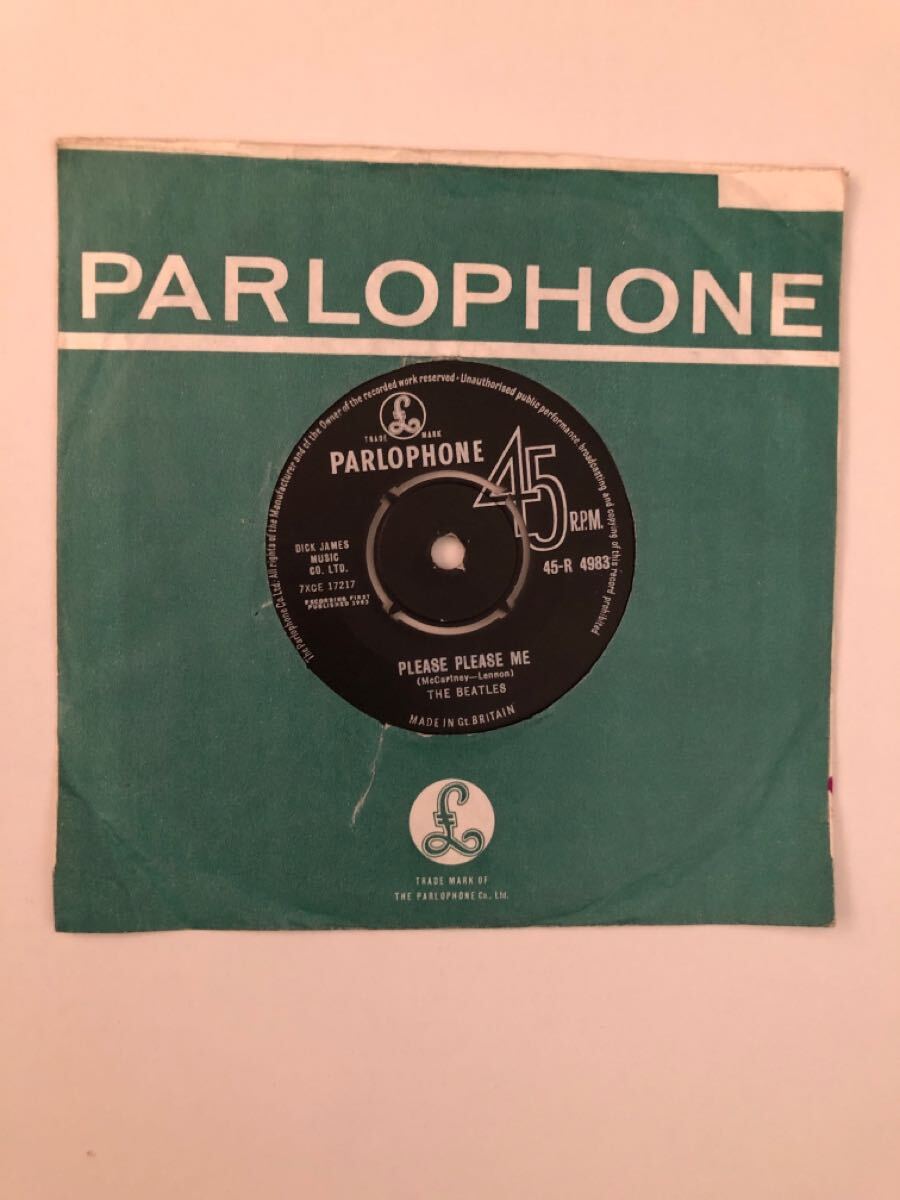 PARLOPHONE
The Parlophone Co. Ltd. All rights of the Manufacturer and of the Owner of the recorded work reserved · Unauthorised public performance, broadcasting and copying of this record prohibited
£
TRADE MARK
PARLOPHONE
45
R.P.M.
DICK JAMES
MUSIC
CO. LTD.
45-R 4983
7XCE 17217
RECORDING FIRST
PUBLISHED 1963
PLEASE PLEASE ME
(McCartney—Lennon)
THE BEATLES
MADE IN Gt. BRITAIN
£
TRADE MARK OF
THE PARLOPHONE Co., Ltd.